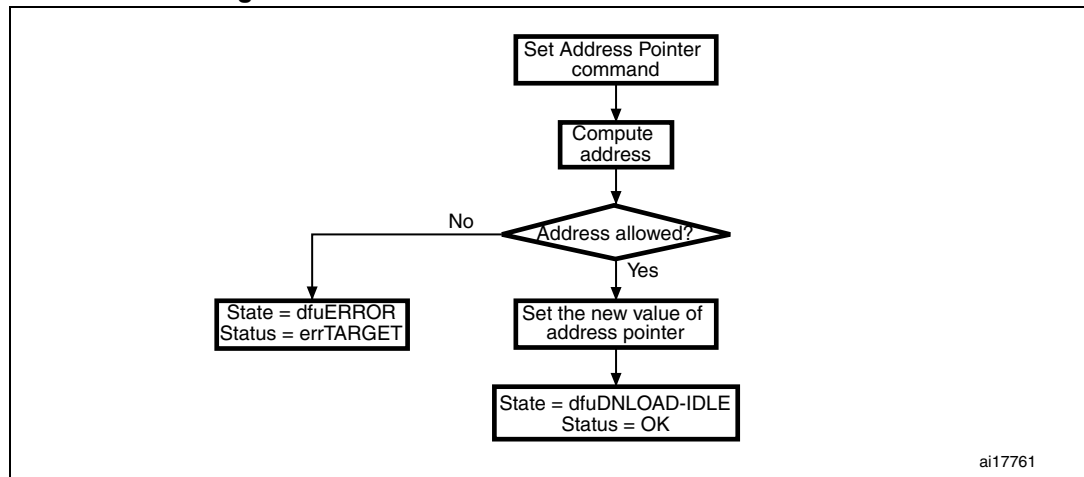 Set Address Pointer
command
Compute
address
Address allowed?
No
Yes
State = dfuERROR
Status = errTARGET
Set the new value of
address pointer
State = dfuDNLOAD-IDLE
Status = OK
ai17761